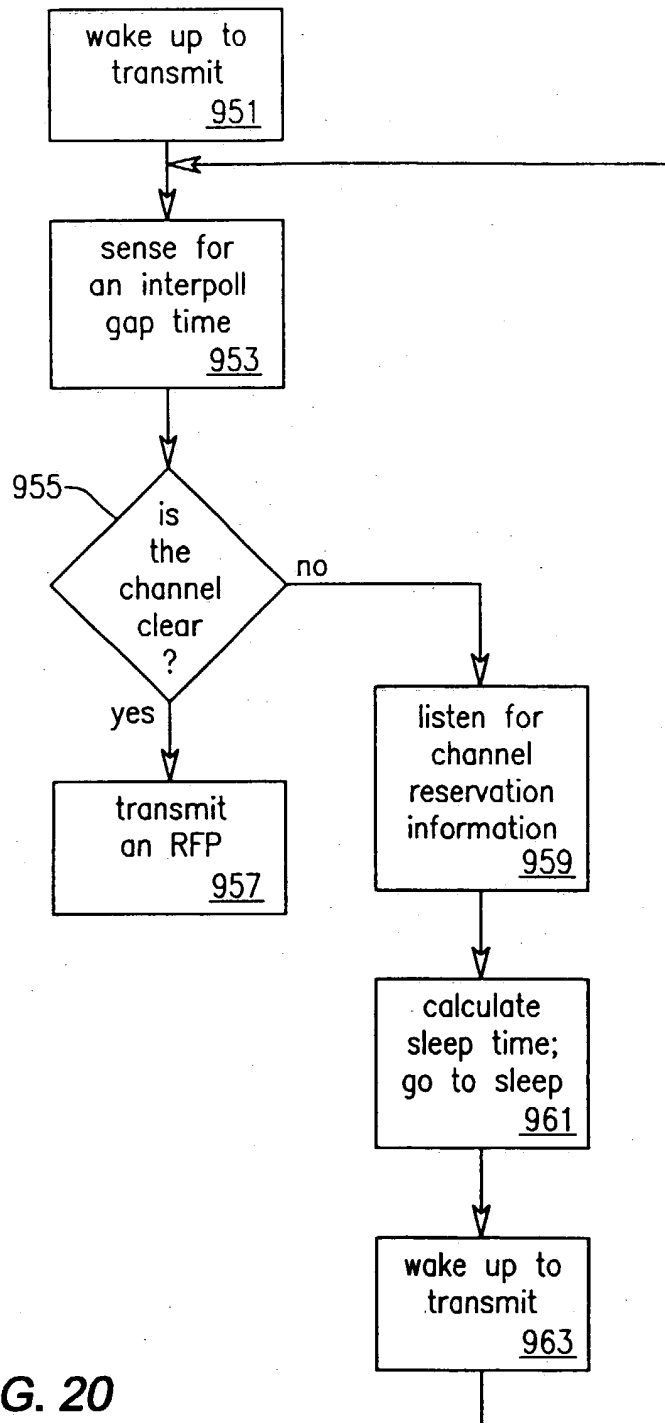 wake up to
transmit
951
sense for
an interpoll
gap time
953
955
is
the
channel
clear
?
no
yes
transmit
an RFP
957
listen for
channel
reservation
information
959
calculate
sleep time;
go to sleep
961
wake up to
transmit
963
G. 20